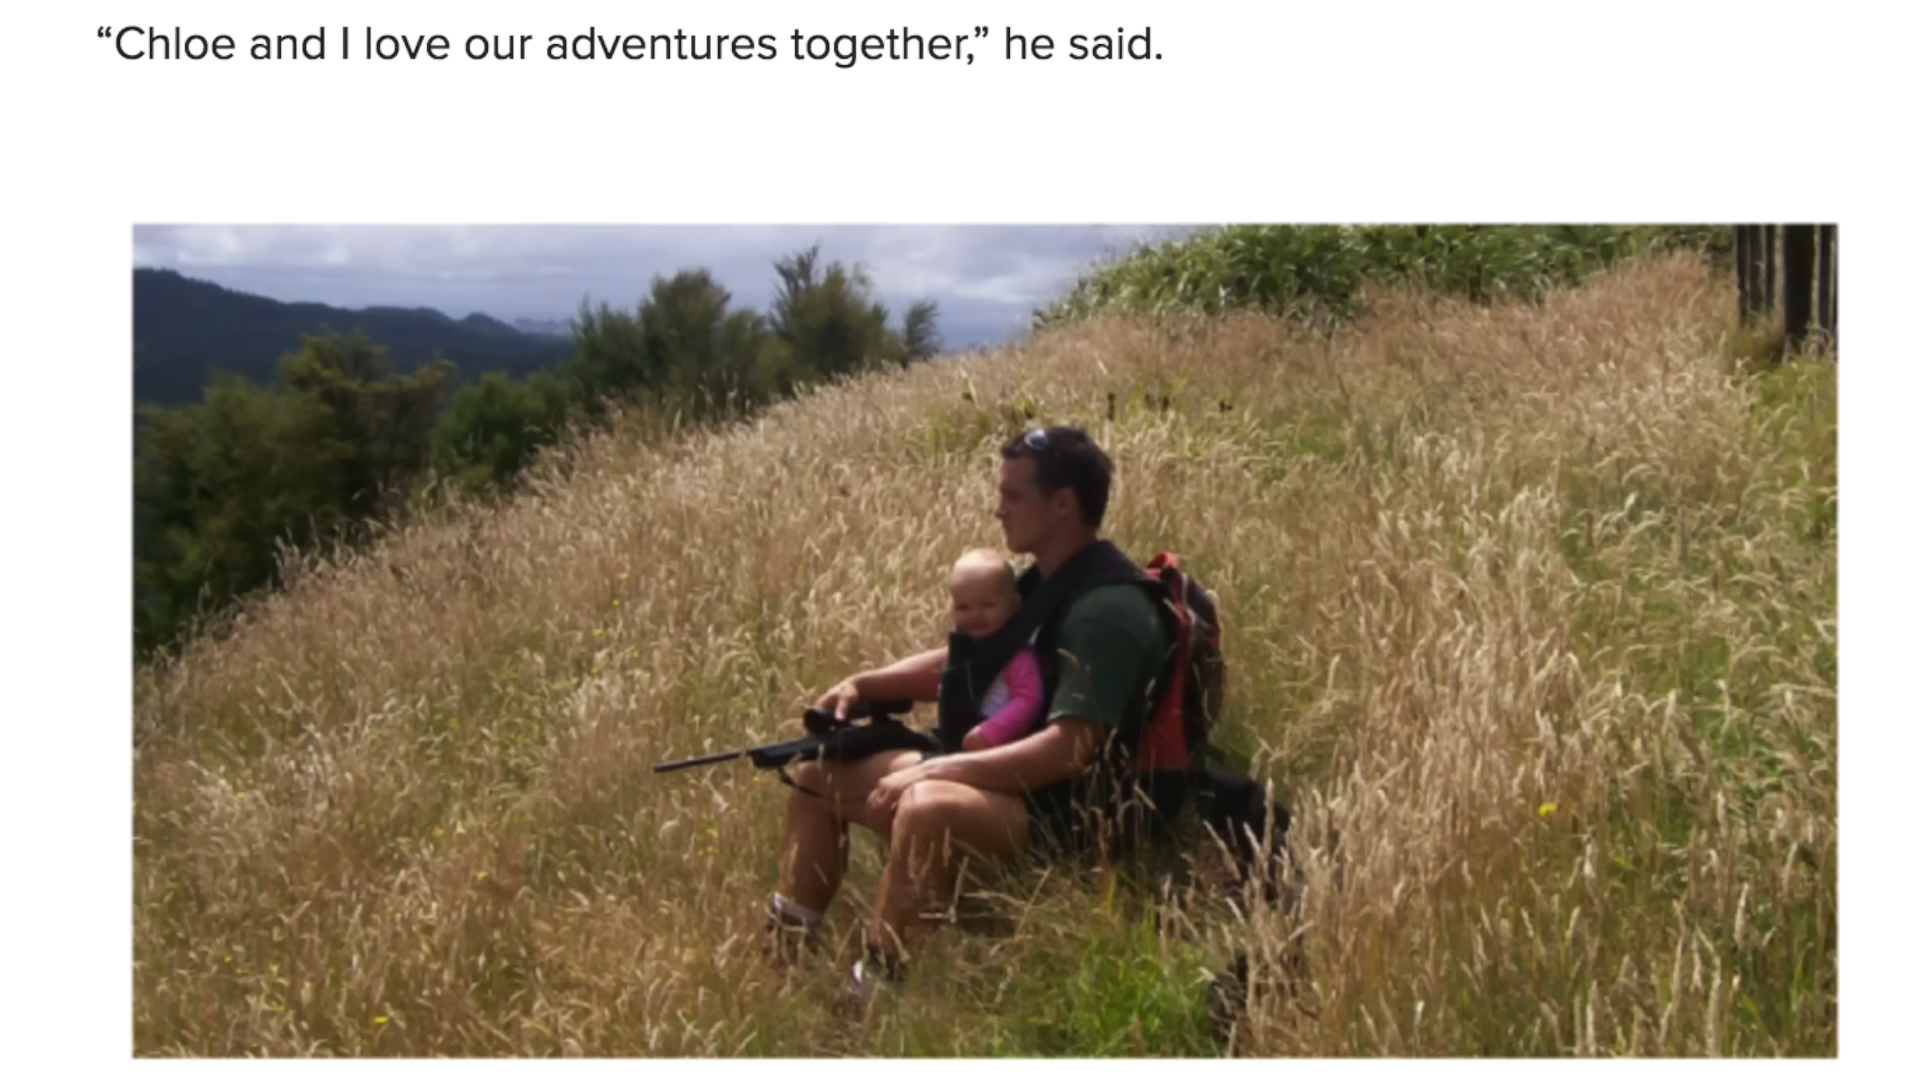 “Chloe and I love our adventures together,” he said.